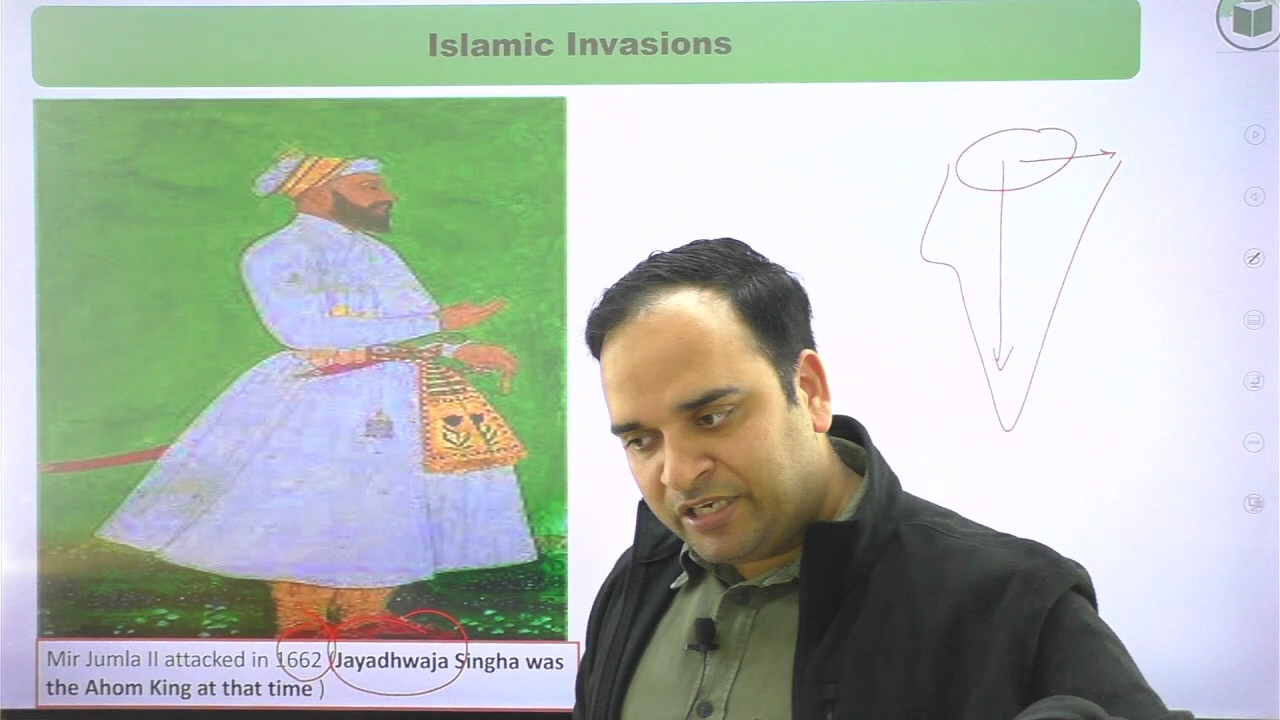 Islamic Invasions
Mir Jumla II attacked in 1662 (Jayadhwaja Singha was
the Ahom King at that time )